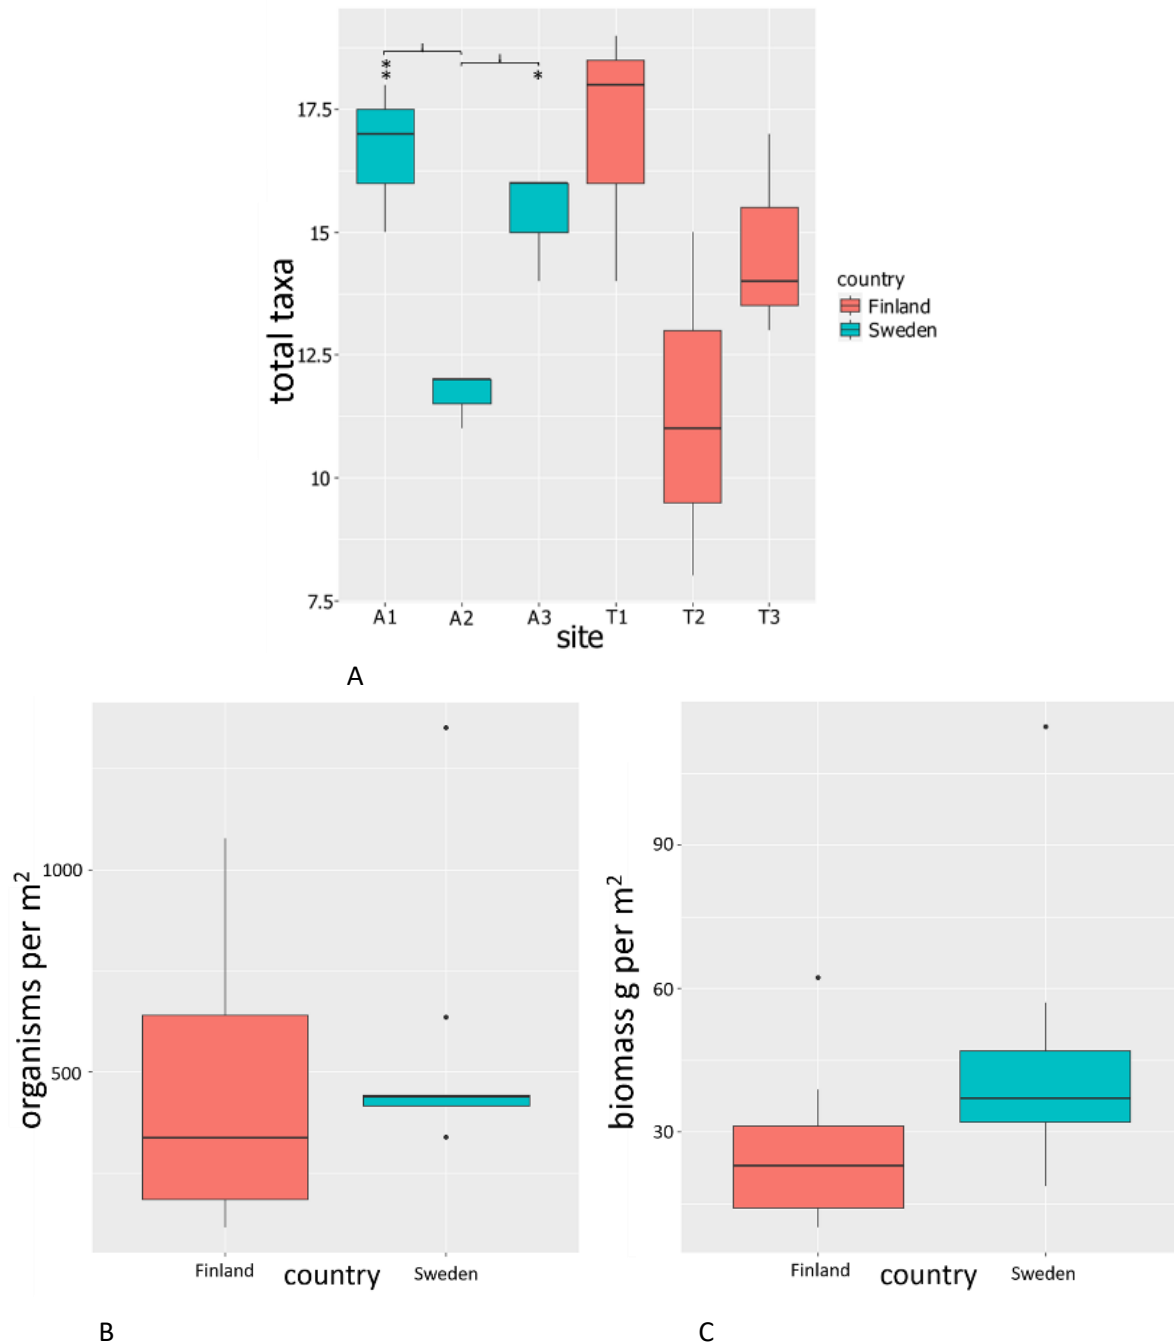 **
*
17.5
15
12.5
10
7.5
total taxa
A1 A2 A3 T1 T2 T3
site
country
Finland
Sweden
A
1000
500
organisms per m²
Finland country Sweden
B
90
60
30
biomass g per m²
Finland country Sweden
C